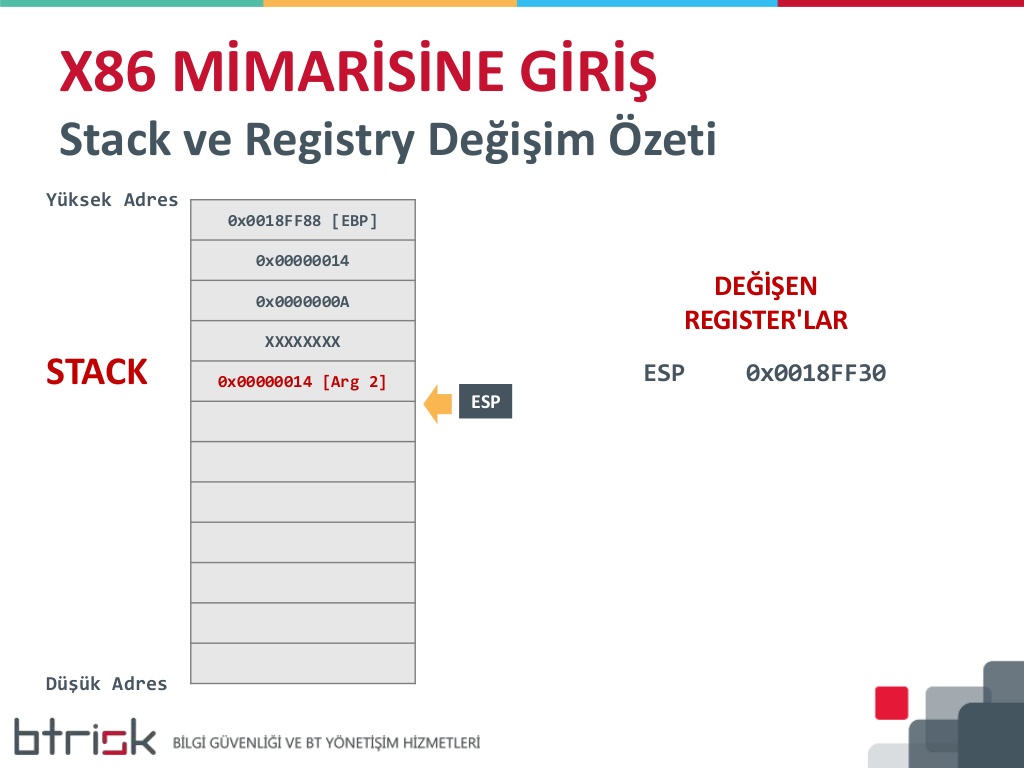 X86 MİMARİSİNE GİRİŞ
Stack ve Registry Değişim Özeti
Yüksek Adres
0x0018FF88 [EBP]
0x00000014
0x0000000A
XXXXXXXX
STACK
0x00000014 [Arg 2]
ESP
DEĞİŞEN
REGISTER'LAR
ESP 0x0018FF30
Düşük Adres
btrisk BİLGİ GÜVENLİĞİ VE BT YÖNETİŞİM HİZMETLERİ